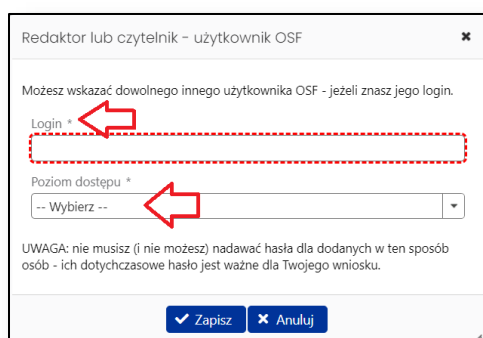 Redaktor lub czytelnik - użytkownik OSF
Możesz wskazać dowolnego innego użytkownika OSF - jeżeli znasz jego login.
Login *
Poziom dostępu *
-- Wybierz --
UWAGA: nie musisz (i nie możesz) nadawać hasła dla dodanych w ten sposób
osób - ich dotychczasowe hasło jest ważne dla Twojego wniosku.
Zapisz
Anuluj